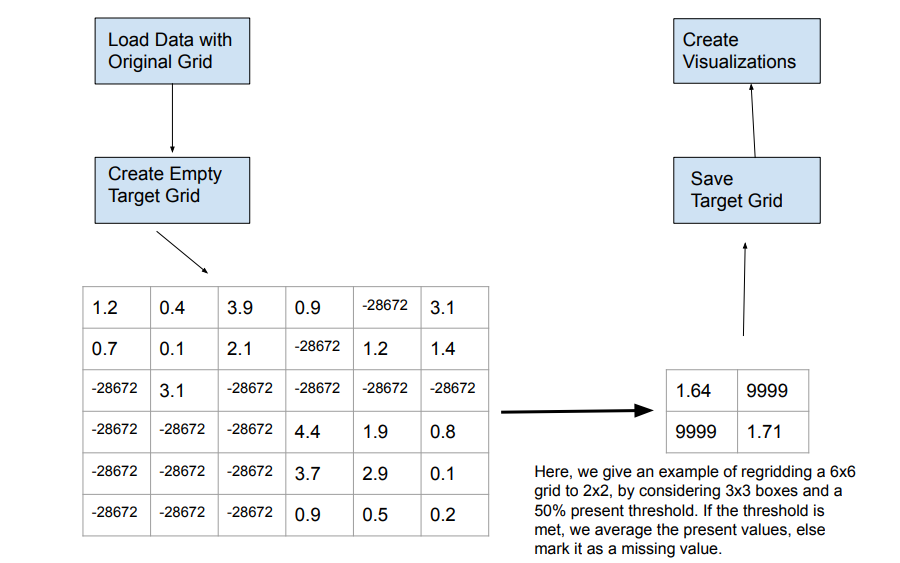 Load Data with
Original Grid
Create Empty
Target Grid
1.2 0.4 3.9 0.9 -28672 3.1
0.7 0.1 2.1 -28672 1.2 1.4
-28672 3.1 -28672 -28672 -28672 -28672
-28672 -28672 -28672 4.4 1.9 0.8
-28672 -28672 -28672 3.7 2.9 0.1
-28672 -28672 -28672 0.9 0.5 0.2
1.64 9999
9999 1.71
Here, we give an example of regridding a 6x6
grid to 2x2, by considering 3x3 boxes and a
50% present threshold. If the threshold is
met, we average the present values, else
mark it as a missing value.
Save
Target Grid
Create
Visualizations